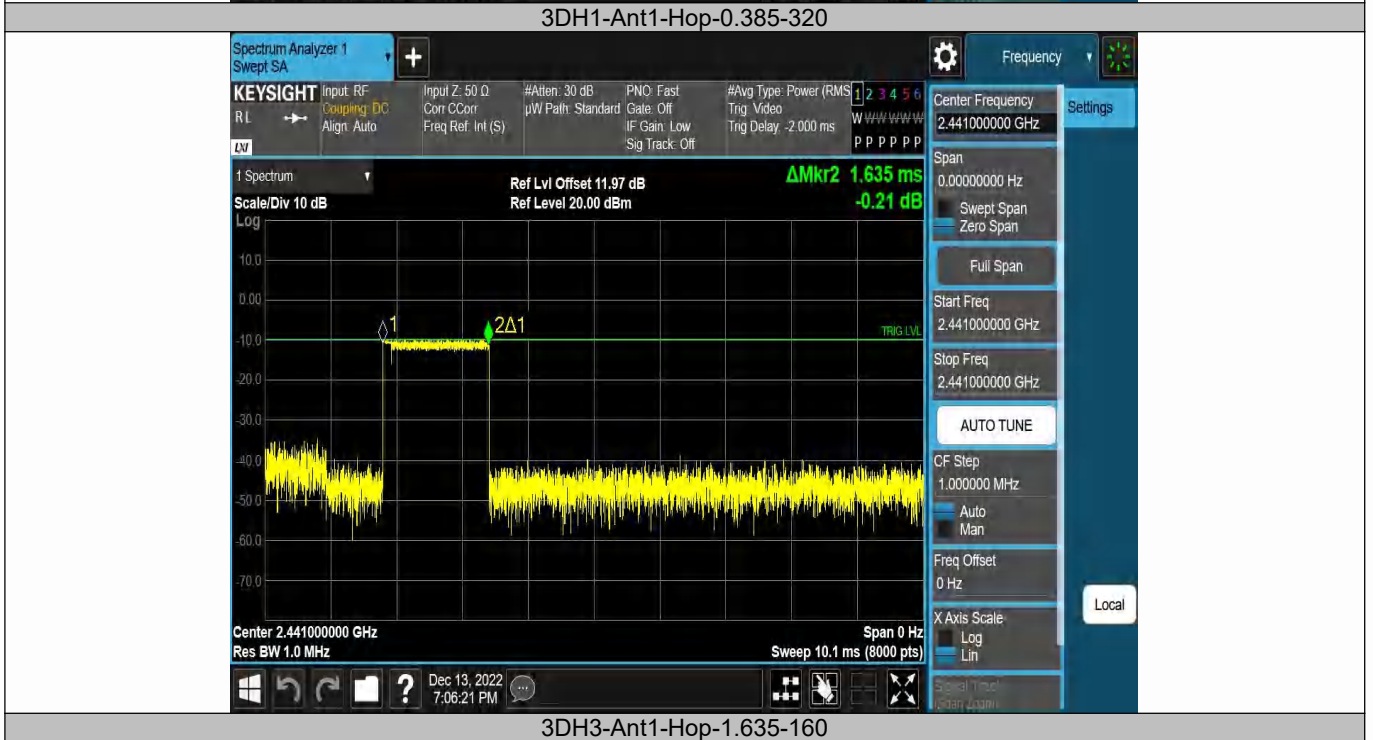 3DH1-Ant1-Hop-0.385-320
Spectrum Analyzer 1
Swept SA
+
Frequency
KEYSIGHT
RL
LXI
Input: RF
Coupling: DC
Align: Auto
Input Z: 50 Ω
Corr CCorr
Freq Ref: Int (S)
#Atten: 30 dB
µW Path: Standard
PNO: Fast
Gate: Off
IF Gain: Low
Sig Track: Off
#Avg Type: Power (RMS
Trig: Video
Trig Delay: -2.000 ms
1 2 3 4 5 6
W W W W W W
P P P P P P
Center Frequency
2.441000000 GHz
Settings
1 Spectrum
Scale/Div 10 dB
Log
Ref Lvl Offset 11.97 dB
Ref Level 20.00 dBm
ΔMkr2 1.635 ms
-0.21 dB
Span
0.00000000 Hz
Swept Span
Zero Span
Full Span
Start Freq
2.441000000 GHz
Stop Freq
2.441000000 GHz
AUTO TUNE
CF Step
1.000000 MHz
Auto
Man
Freq Offset
0 Hz
X Axis Scale
Log
Lin
Local
10.0
0.00
-10.0
-20.0
-30.0
-40.0
-50.0
-60.0
-70.0
1
2Δ1
TRIG LVL
Center 2.441000000 GHz
Res BW 1.0 MHz
Span 0 Hz
Sweep 10.1 ms (8000 pts)
?
Dec 13, 2022
7:06:21 PM
3DH3-Ant1-Hop-1.635-160